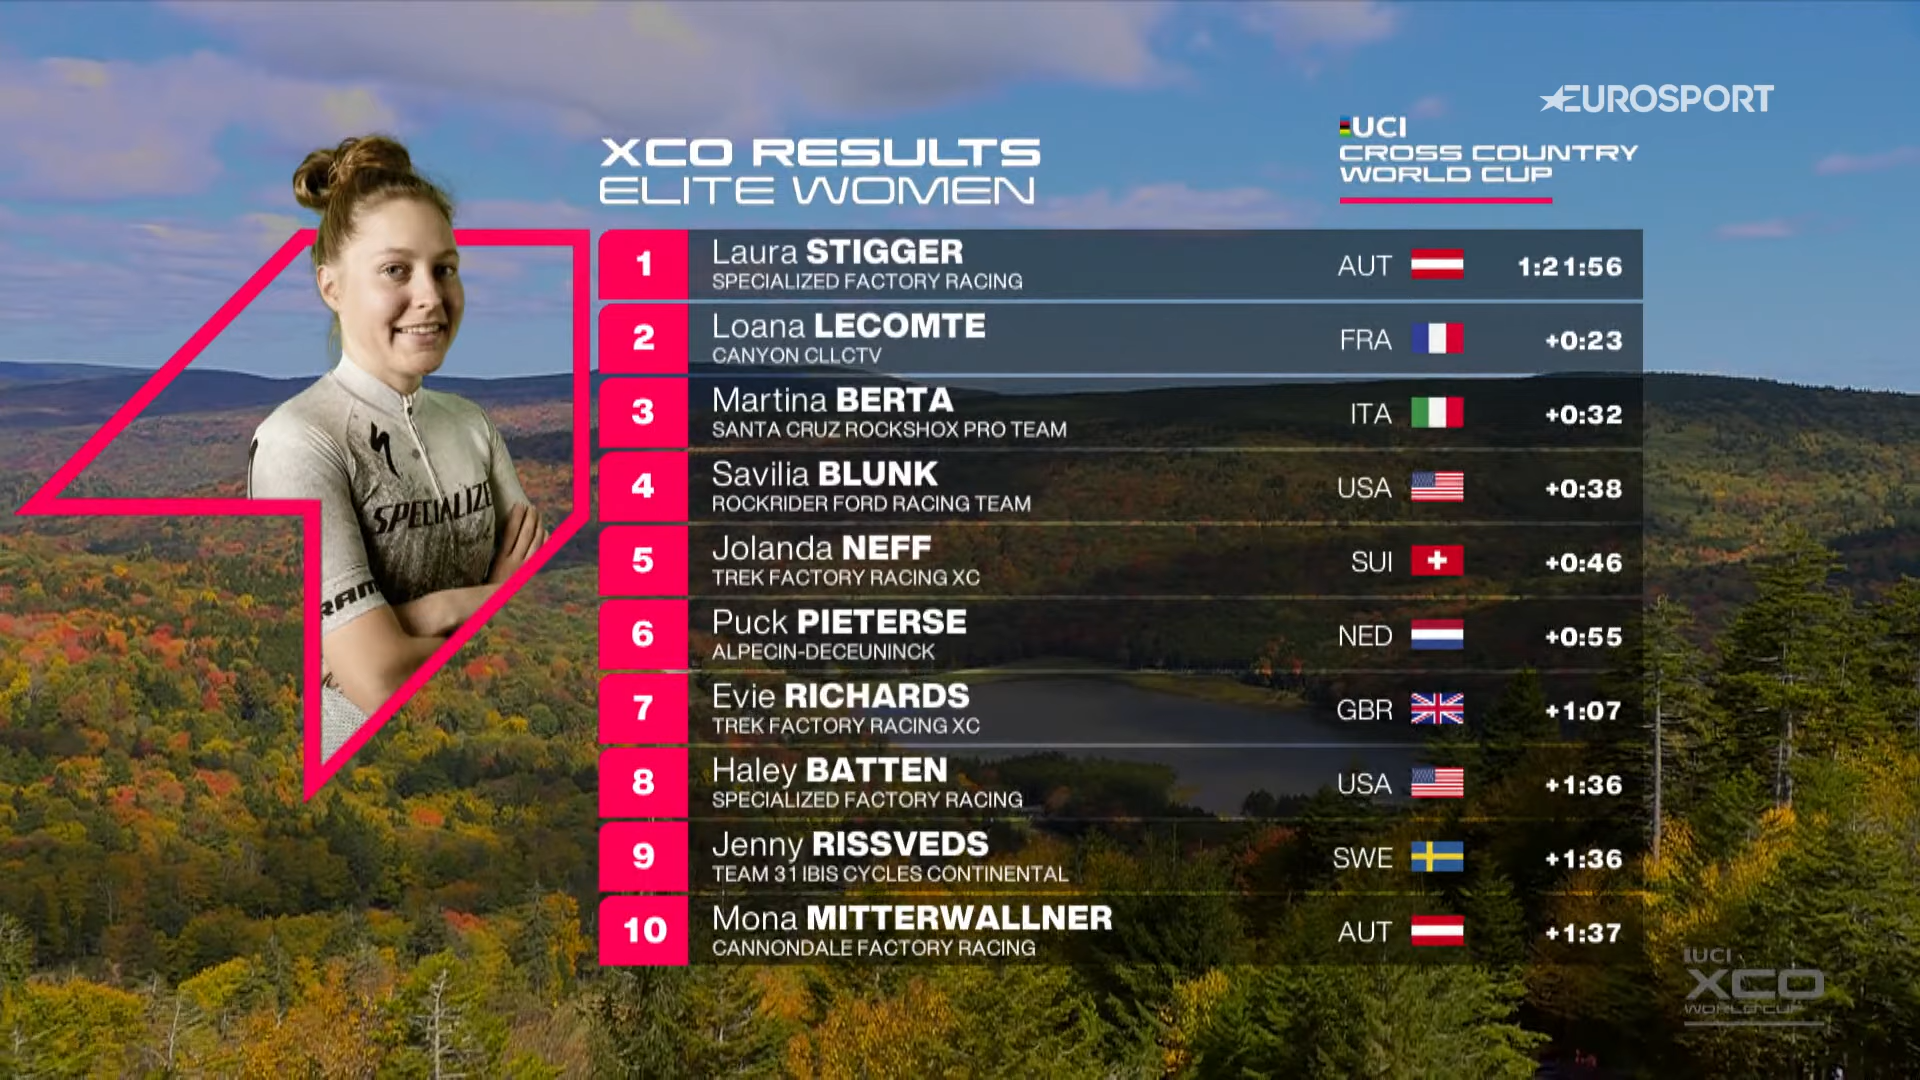 EUROSPORT
UCI
CROSS COUNTRY
WORLD CUP
XCO RESULTS
ELITE WOMEN
1 Laura STIGGER AUT 1:21:56
SPECIALIZED FACTORY RACING
2 Loana LECOMTE FRA +0:23
CANYON CLLCTV
3 Martina BERTA ITA +0:32
SANTA CRUZ ROCKSHOX PRO TEAM
4 Savilia BLUNK USA +0:38
ROCKRIDER FORD RACING TEAM
5 Jolanda NEFF SUI +0:46
TREK FACTORY RACING XC
6 Puck PIETERSE NED +0:55
ALPECIN-DECEUNINCK
7 Evie RICHARDS GBR +1:07
TREK FACTORY RACING XC
8 Haley BATTEN USA +1:36
SPECIALIZED FACTORY RACING
9 Jenny RISSVEDS SWE +1:36
TEAM 31 IBIS CYCLES CONTINENTAL
10 Mona MITTERWALLNER AUT +1:37
CANNONDALE FACTORY RACING
SPECIALIZE
RAM
UCI
XCO
WORLD CUP